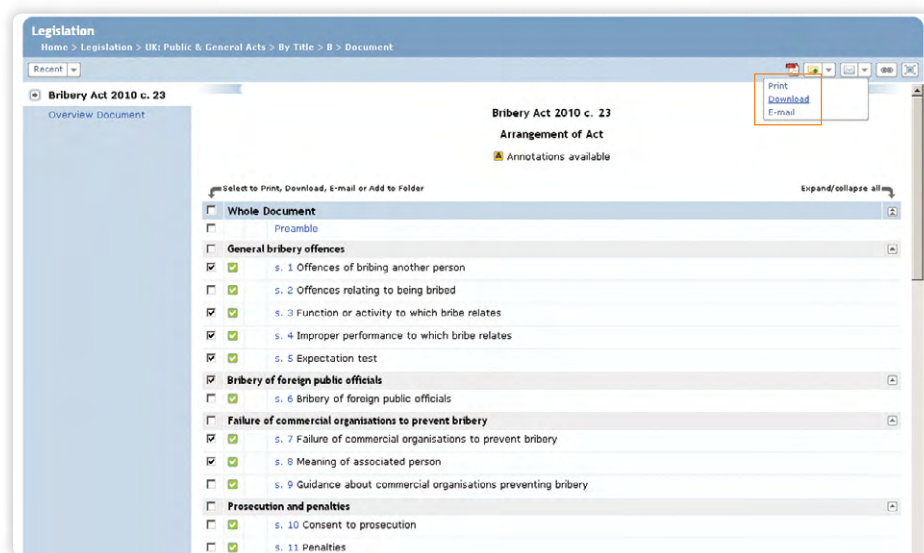 Legislation
Home > Legislation > UK: Public & General Acts > By Title > B > Document
Recent
Print
Download
E-mail
Bribery Act 2010 c. 23
Overview Document
Bribery Act 2010 c. 23
Arrangement of Act
A Annotations available
Select to Print, Download, E-mail or Add to Folder
Expand/collapse all
Whole Document
Preamble
General bribery offences
s. 1 Offences of bribing another person
s. 2 Offences relating to being bribed
s. 3 Function or activity to which bribe relates
s. 4 Improper performance to which bribe relates
s. 5 Expectation test
Bribery of foreign public officials
s. 6 Bribery of foreign public officials
Failure of commercial organisations to prevent bribery
s. 7 Failure of commercial organisations to prevent bribery
s. 8 Meaning of associated person
s. 9 Guidance about commercial organisations preventing bribery
Prosecution and penalties
s. 10 Consent to prosecution
s. 11 Penalties